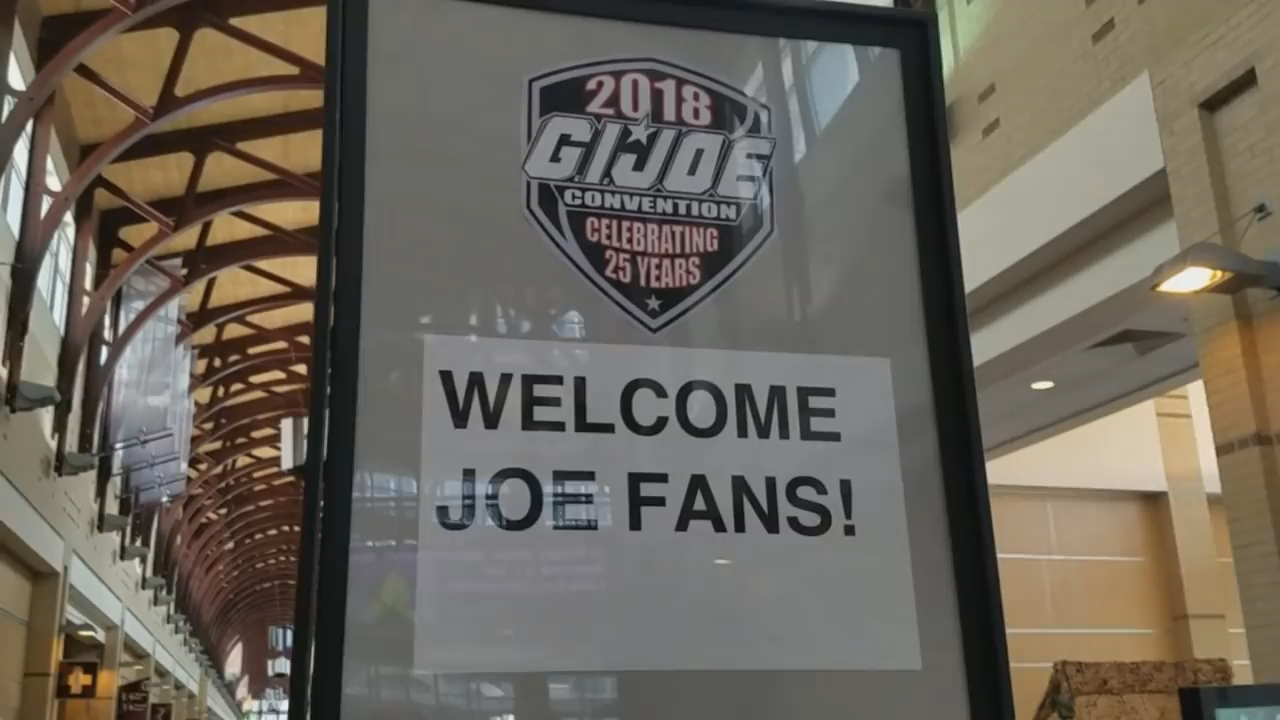 2018
G.I.JOE
CONVENTION
CELEBRATING
25 YEARS
WELCOME
JOE FANS!